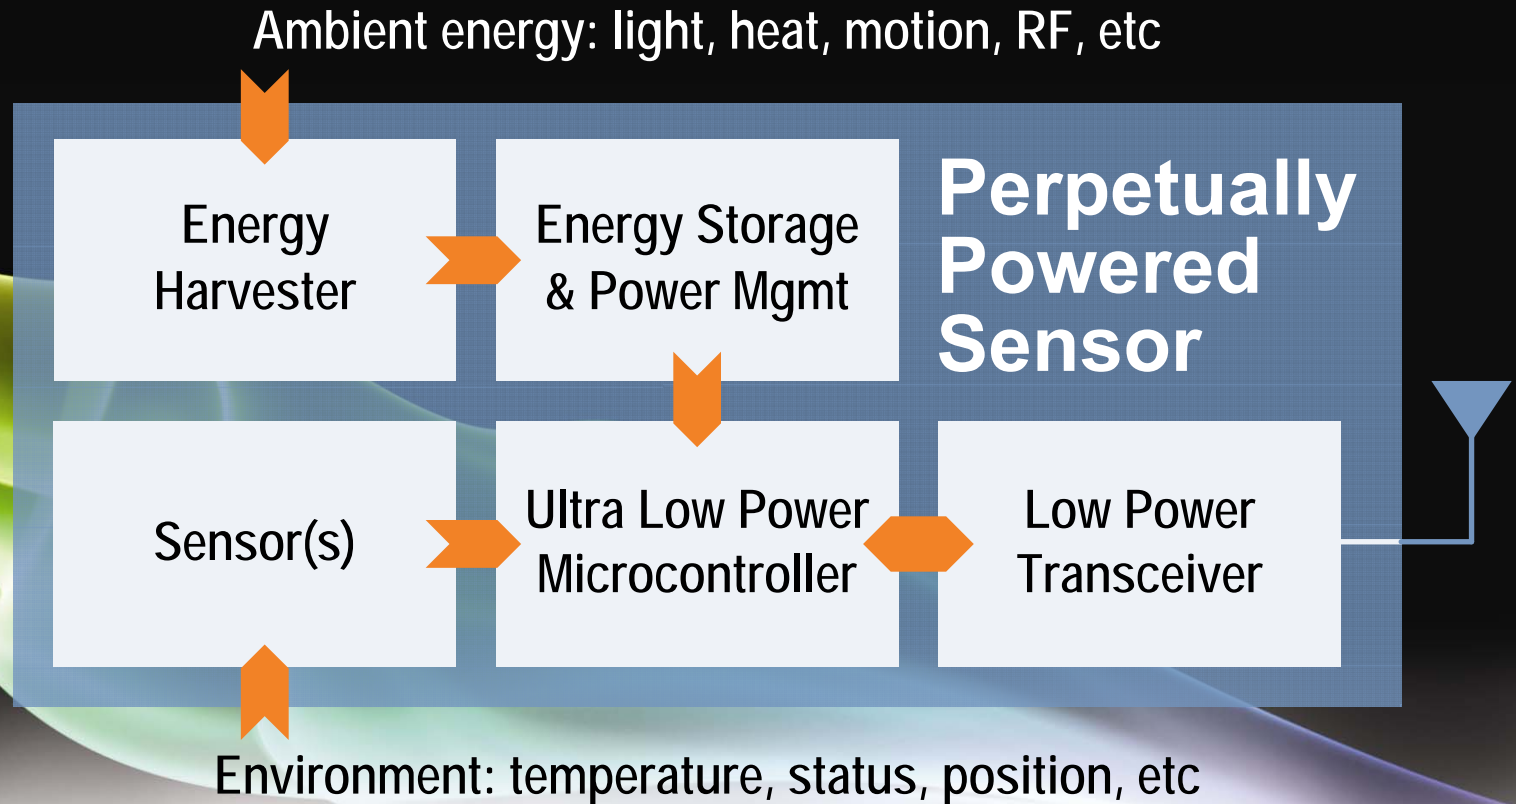 Ambient energy: light, heat, motion, RF, etc
Energy
Harvester
Energy Storage
& Power Mgmt
Perpetually
Powered
Sensor
Sensor(s)
Ultra Low Power
Microcontroller
Low Power
Transceiver
Environment: temperature, status, position, etc